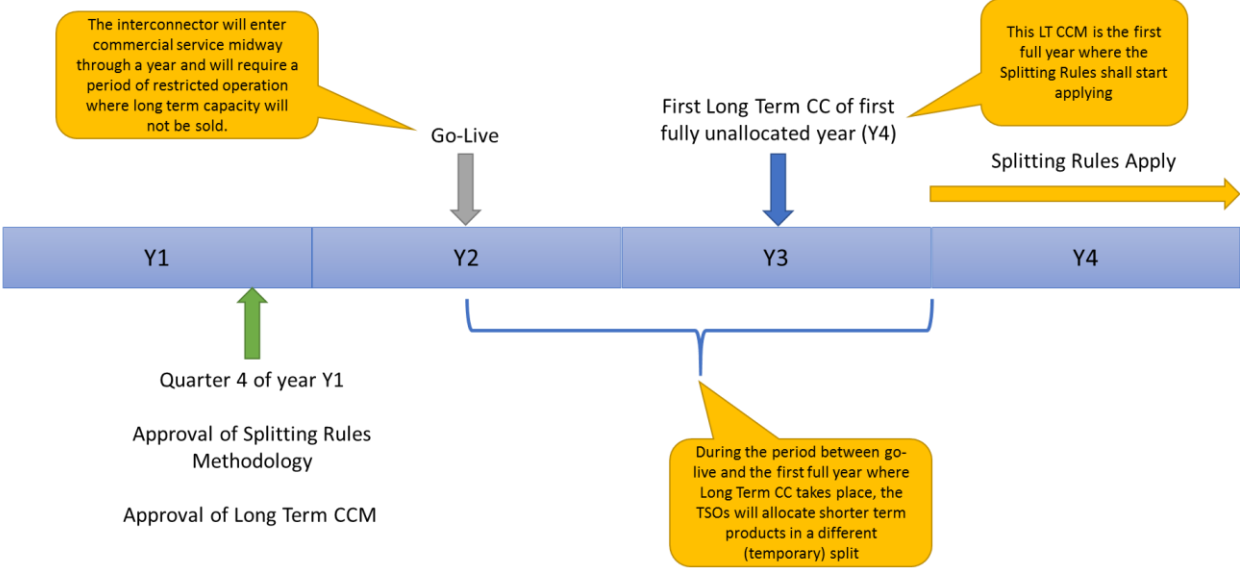 The interconnector will enter
commercial service midway
through a year and will require a
period of restricted operation
where long term capacity will
not be sold.
This LT CCM is the first
full year where the
Splitting Rules shall start
applying
Go-Live
First Long Term CC of first
fully unallocated year (Y4)
Splitting Rules Apply
Y1
Y2
Y3
Y4
Quarter 4 of year Y1
Approval of Splitting Rules
Methodology
Approval of Long Term CCM
During the period between go-
live and the first full year where
Long Term CC takes place, the
TSOs will allocate shorter term
products in a different
(temporary) split